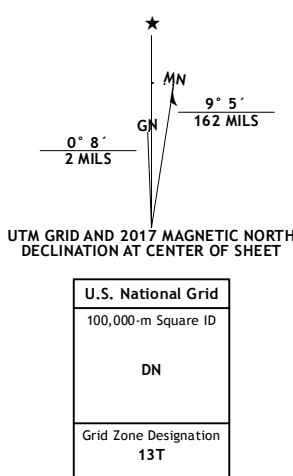 ★
MN
GN
9° 5´
162 MILS
0° 8´
2 MILS
UTM GRID AND 2017 MAGNETIC NORTH
DECLINATION AT CENTER OF SHEET
U.S. National Grid
100,000-m Square ID
DN
Grid Zone Designation
13T